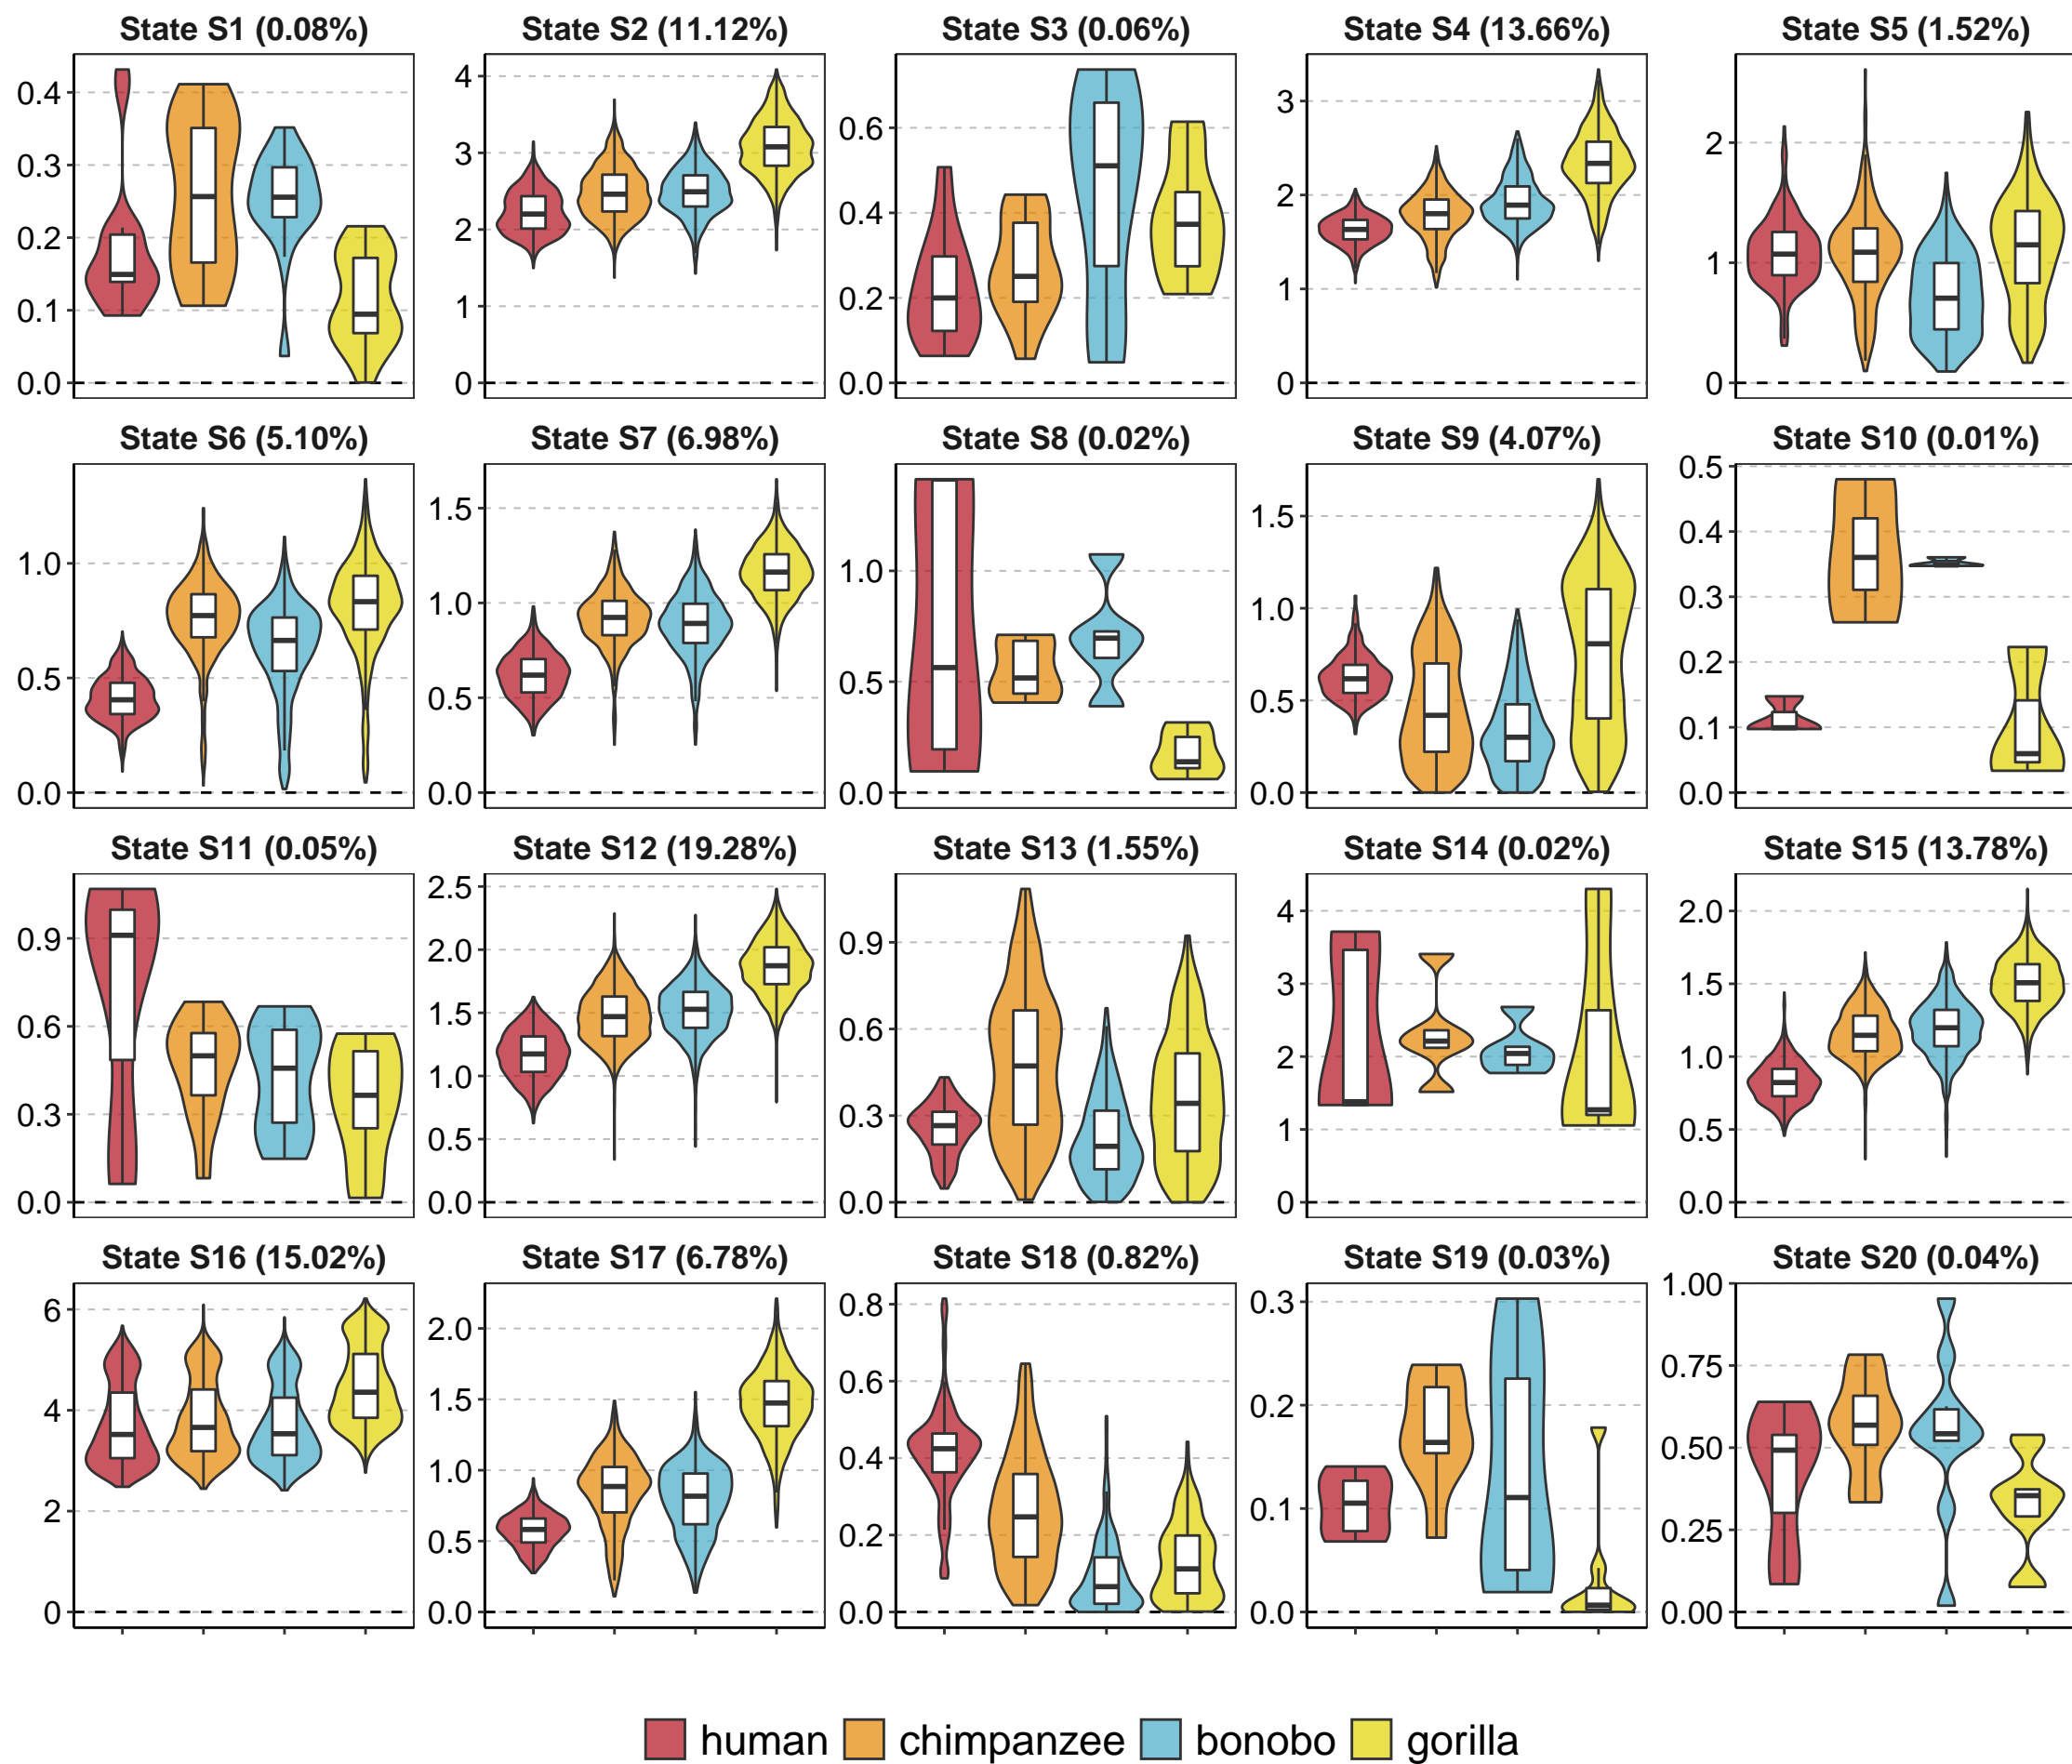 State S1 (0.08%) State S2 (11.12%) State S3 (0.06%) State S4 (13.66%) State S5 (1.52%)
0.4 0.3 0.2 0.1 0.0
4 3 2 1 0
0.6 0.4 0.2 0.0
3 2 1 0
2 1 0
State S6 (5.10%) State S7 (6.98%) State S8 (0.02%) State S9 (4.07%) State S10 (0.01%)
1.0 0.5 0.0
1.5 1.0 0.5 0.0
1.0 0.5 0.0
1.5 1.0 0.5 0.0
0.5 0.4 0.3 0.2 0.1 0.0
State S11 (0.05%) State S12 (19.28%) State S13 (1.55%) State S14 (0.02%) State S15 (13.78%)
0.9 0.6 0.3 0.0
2.5 2.0 1.5 1.0 0.5 0.0
0.9 0.6 0.3 0.0
4 3 2 1 0
2.0 1.5 1.0 0.5 0.0
State S16 (15.02%) State S17 (6.78%) State S18 (0.82%) State S19 (0.03%) State S20 (0.04%)
6 4 2 0
2.0 1.5 1.0 0.5 0.0
0.8 0.6 0.4 0.2 0.0
0.3 0.2 0.1 0.0
1.00 0.75 0.50 0.25 0.00
human chimpanzee bonobo gorilla